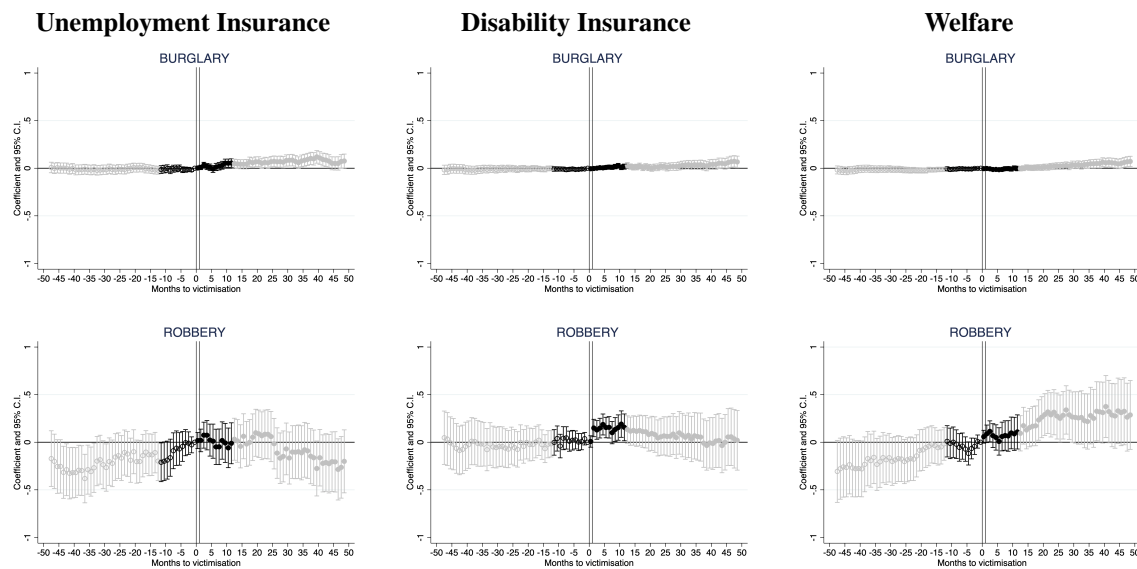 Unemployment Insurance Disability Insurance Welfare
BURGLARY BURGLARY BURGLARY
Coefficient and 95% C.I. Coefficient and 95% C.I. Coefficient and 95% C.I.
1 1 1
.5 .5 .5
0 0 0
-.5 -.5 -.5
-1 -1 -1
-50 -45 -40 -35 -30 -25 -20 -15 -10 -5 0 5 10 15 20 25 30 35 40 45 50 -50 -45 -40 -35 -30 -25 -20 -15 -10 -5 0 5 10 15 20 25 30 35 40 45 50 -50 -45 -40 -35 -30 -25 -20 -15 -10 -5 0 5 10 15 20 25 30 35 40 45 50
Months to victimisation Months to victimisation Months to victimisation
ROBBERY ROBBERY ROBBERY
Coefficient and 95% C.I. Coefficient and 95% C.I. Coefficient and 95% C.I.
1 1 1
.5 .5 .5
0 0 0
-.5 -.5 -.5
-1 -1 -1
-50 -45 -40 -35 -30 -25 -20 -15 -10 -5 0 5 10 15 20 25 30 35 40 45 50 -50 -45 -40 -35 -30 -25 -20 -15 -10 -5 0 5 10 15 20 25 30 35 40 45 50 -50 -45 -40 -35 -30 -25 -20 -15 -10 -5 0 5 10 15 20 25 30 35 40 45 50
Months to victimisation Months to victimisation Months to victimisation